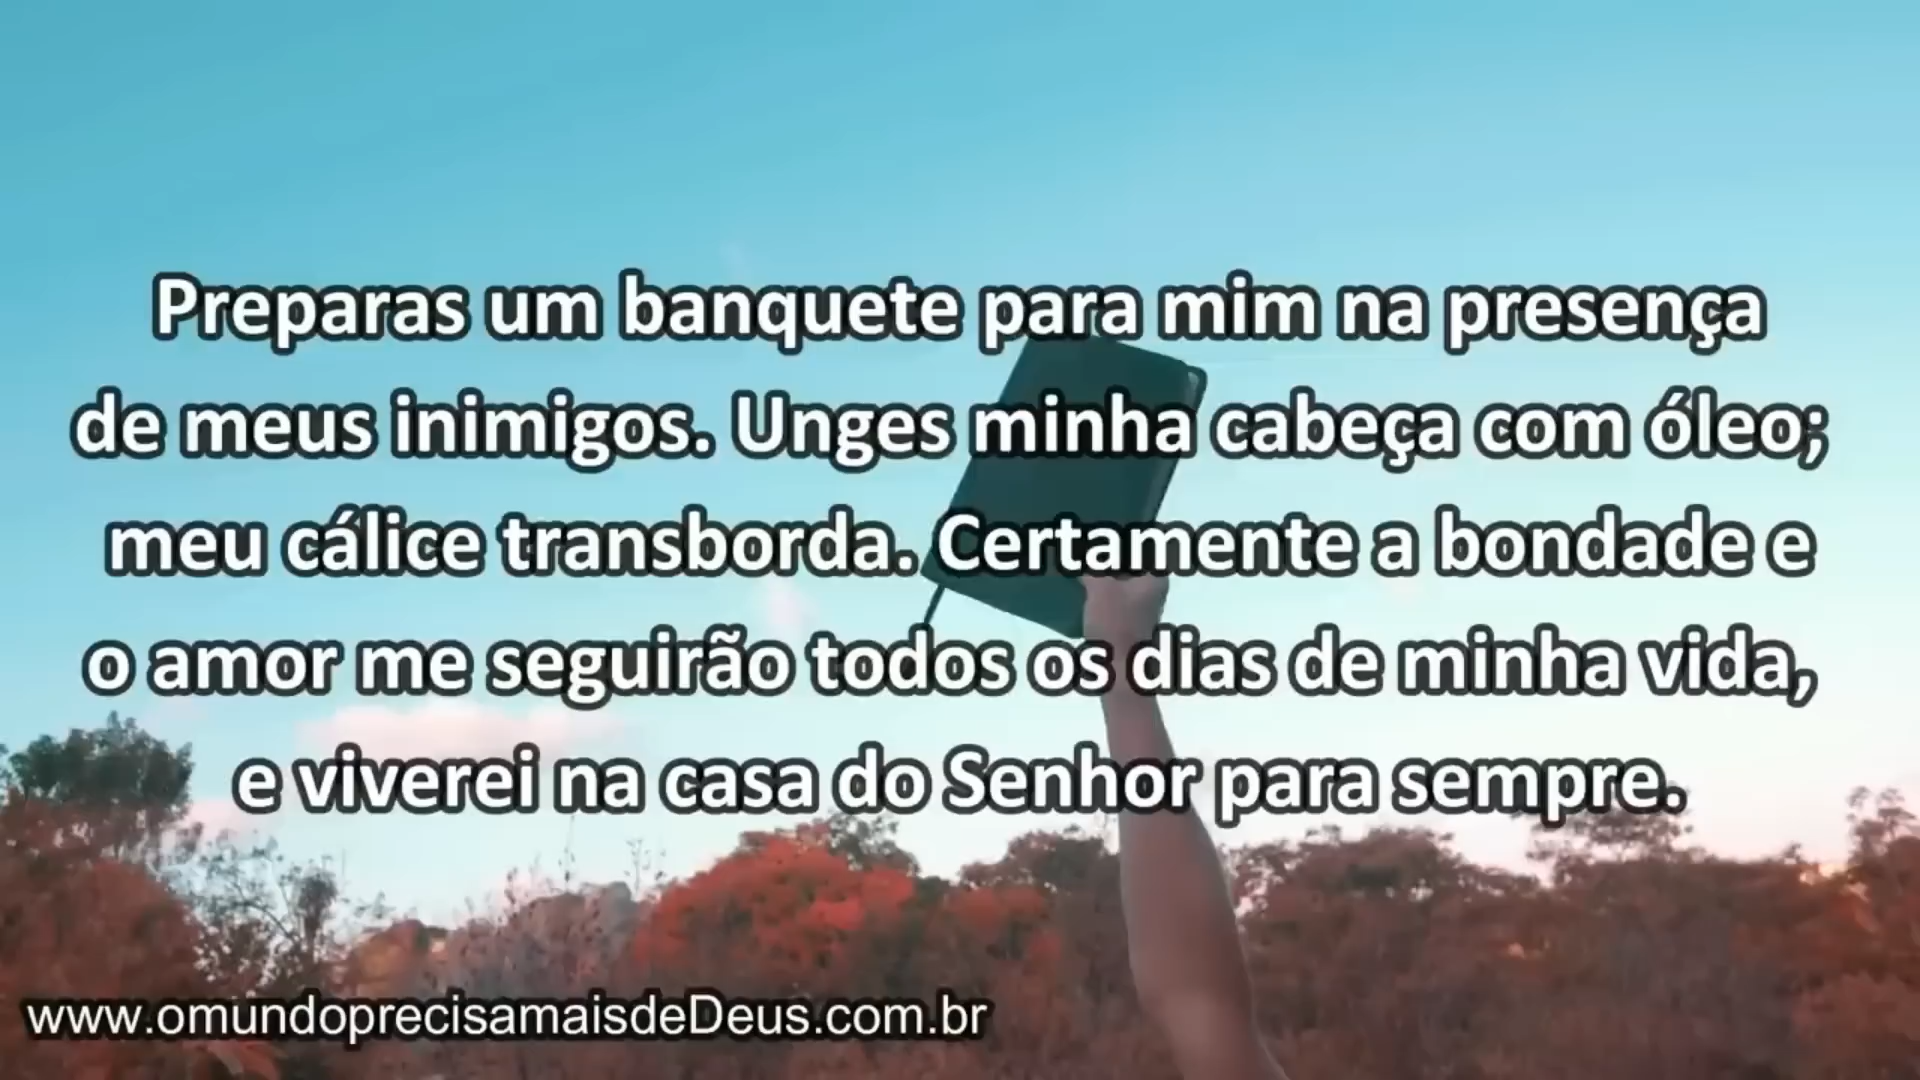 Preparas um banquete para mim na presença
de meus inimigos. Unges minha cabeça com óleo;
meu cálice transborda. Certamente a bondade e
o amor me seguirão todos os dias de minha vida,
e viverei na casa do Senhor para sempre.
www.omundoprecisamaisdeDeus.com.br